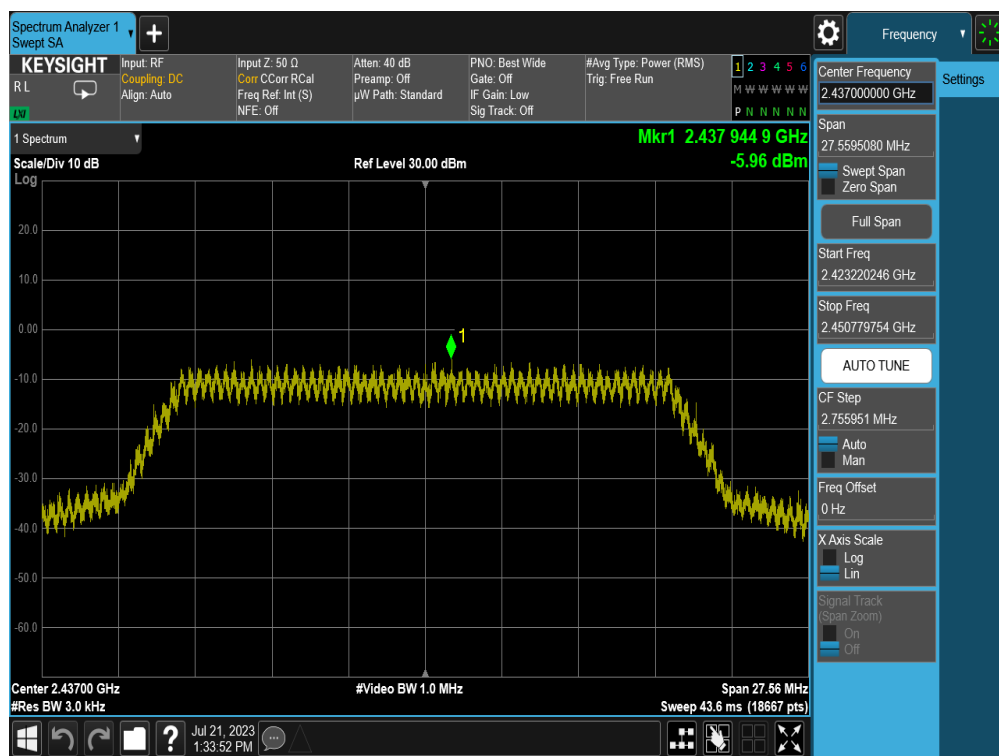 Spectrum Analyzer 1
Swept SA
Frequency
KEYSIGHT
R L
LXI
Input: RF
Coupling: DC
Align: Auto
Input Z: 50 Ω
Corr CCorr RCal
Freq Ref: Int (S)
NFE: Off
Atten: 40 dB
Preamp: Off
µW Path: Standard
PNO: Best Wide
Gate: Off
IF Gain: Low
Sig Track: Off
#Avg Type: Power (RMS)
Trig: Free Run
1 2 3 4 5 6
M W W W W W
P N N N N N
Center Frequency
2.437000000 GHz
Settings
Span
27.5595080 MHz
Swept Span
Zero Span
Full Span
Start Freq
2.423220246 GHz
Stop Freq
2.450779754 GHz
AUTO TUNE
CF Step
2.755951 MHz
Auto
Man
Freq Offset
0 Hz
X Axis Scale
Log
Lin
Signal Track
(Span Zoom)
On
Off
1 Spectrum
Mkr1 2.437 944 9 GHz
-5.96 dBm
Scale/Div 10 dB
Ref Level 30.00 dBm
Log
20.0
10.0
0.00
-10.0
-20.0
-30.0
-40.0
-50.0
-60.0
1
Center 2.43700 GHz
#Video BW 1.0 MHz
Span 27.56 MHz
#Res BW 3.0 kHz
Sweep 43.6 ms (18667 pts)
?
Jul 21, 2023
1:33:52 PM